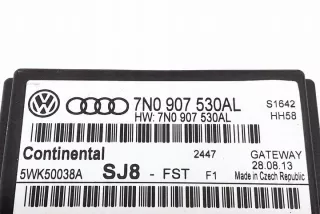 7N0 907 530AL
S1642
HW: 7N0 907 530AL
HH58
Continental
2447
GATEWAY
28.08.13
5WK50038A
SJ8 - FST F1
Made in Czech Republic